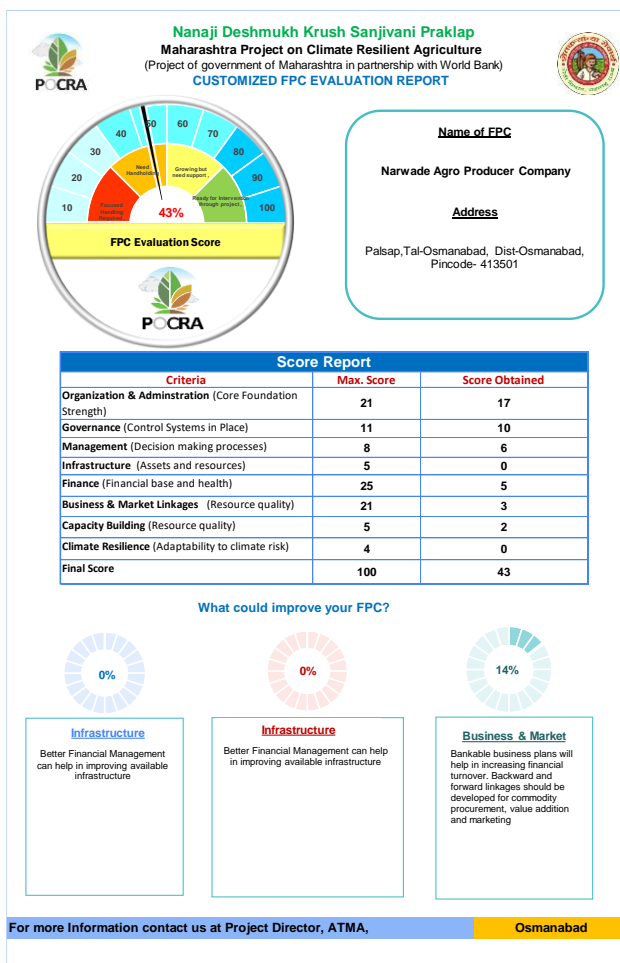 Nanaji Deshmukh Krush Sanjivani Praklap
Maharashtra Project on Climate Resilient Agriculture
(Project of government of Maharashtra in partnership with World Bank)
CUSTOMIZED FPC EVALUATION REPORT
POCRA
10
20
30
40
50
60
70
80
90
100
Need
Handholding
Growing but
need support .
Ready for Intervention
through project .
43%
FPC Evaluation Score
POCRA
Name of FPC
Narwade Agro Producer Company
Address
Palsap,Tal-Osmanabad, Dist-Osmanabad,
Pincode- 413501
Score Report
Criteria Max. Score Score Obtained
Organization & Adminstration (Core Foundation
Strength) 21 17
Governance (Control Systems in Place) 11 10
Management (Decision making processes) 8 6
Infrastructure (Assets and resources) 5 0
Finance (Financial base and health) 25 5
Business & Market Linkages (Resource quality) 21 3
Capacity Building (Resource quality) 5 2
Climate Resilience (Adaptability to climate risk) 4 0
Final Score 100 43
What could improve your FPC?
0%
Infrastructure
Better Financial Management
can help in improving available
infrastructure
0%
Infrastructure
Better Financial Management can help
in improving available infrastructure
14%
Business & Market
Bankable business plans will
help in increasing financial
turnover. Backward and
forward linkages should be
developed for commodity
procurement, value addition
and marketing
For more Information contact us at Project Director, ATMA, Osmanabad